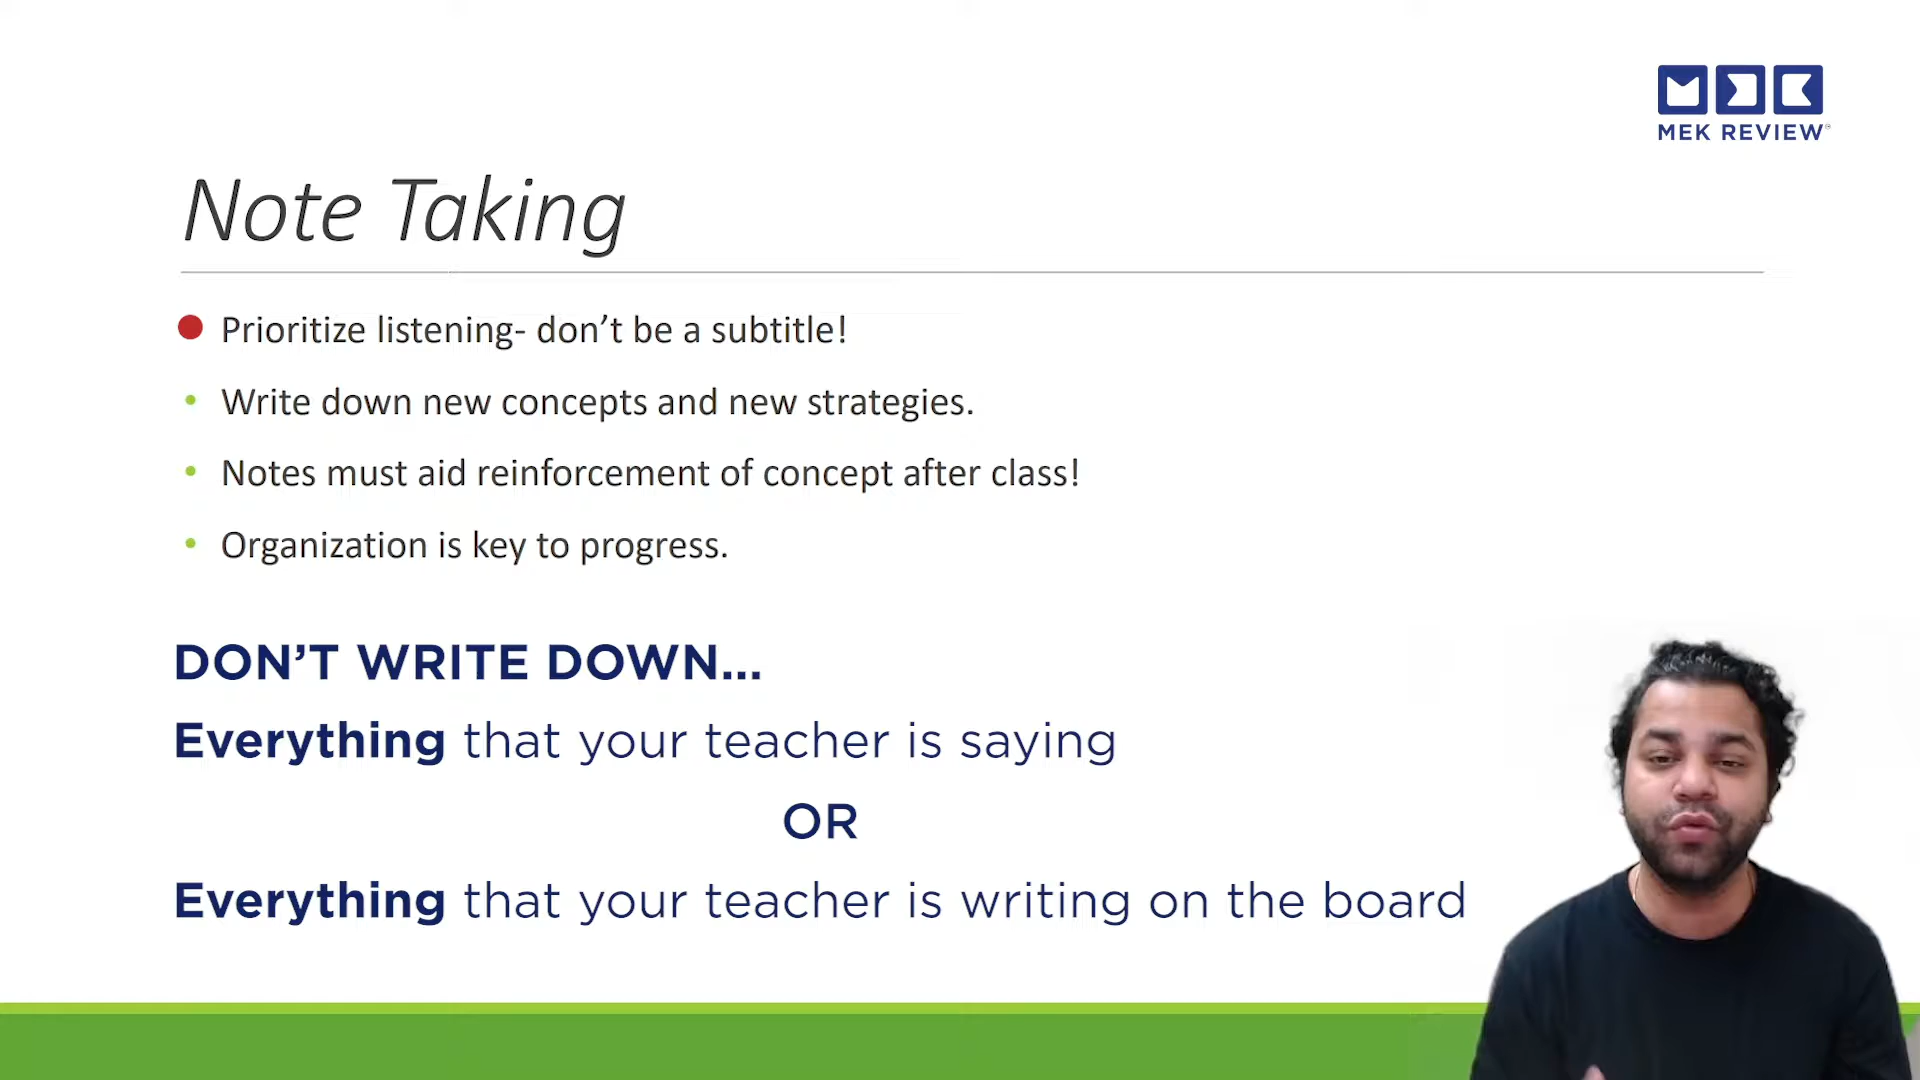 MEK REVIEW
Note Taking
Prioritize listening- don’t be a subtitle!
Write down new concepts and new strategies.
Notes must aid reinforcement of concept after class!
Organization is key to progress.
DON’T WRITE DOWN...
Everything that your teacher is saying
OR
Everything that your teacher is writing on the board